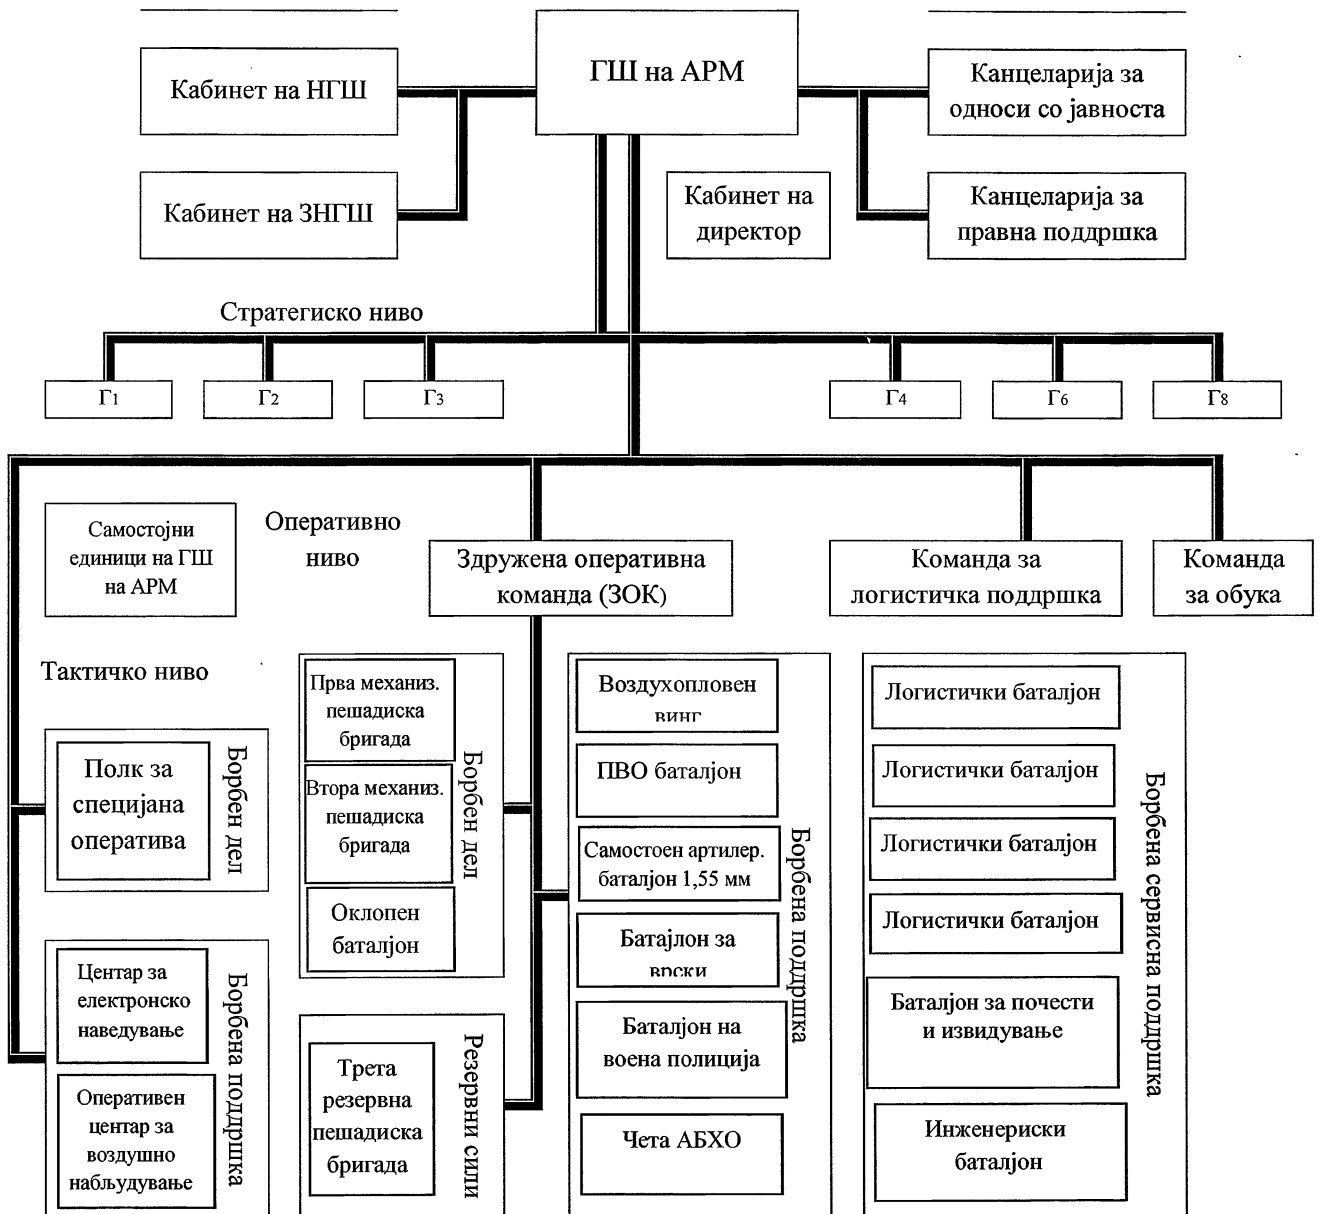 ГШ на АРМ
Кабинет на НГШ
Канцеларија за
односи со јавноста
Кабинет на ЗНГШ
Кабинет на
директор
Канцеларија за
правна поддршка
Стратегиско ниво
Г1
Г2
Г3
Г4
Г6
Г8
Самостојни
единици на ГШ
на АРМ
Оперативно
ниво
Здружена оперативна
команда (ЗОК)
Команда за
логистичка поддршка
Команда
за обука
Тактичко ниво
Полк за
специјана
оператива
Борбен дел
Центар за
електронско
наведување
Оперативен
центар за
воздушно
набљудување
Борбена поддршка
Прва механиз.
пешадиска
бригада
Втора механиз.
пешадиска
бригада
Оклопен
баталјон
Борбен дел
Трета
резервна
пешадиска
бригада
Резервни сили
Воздухопловен
винг
ПВО баталјон
Самостоен артилер.
баталјон 1,55 мм
Батајлон за
врски
Баталјон на
воена полиција
Чета АБХО
Борбена поддршка
Логистички баталјон
Логистички баталјон
Логистички баталјон
Логистички баталјон
Баталјон за почести
и извидување
Инженериски
баталјон
Борбена сервисна поддршка